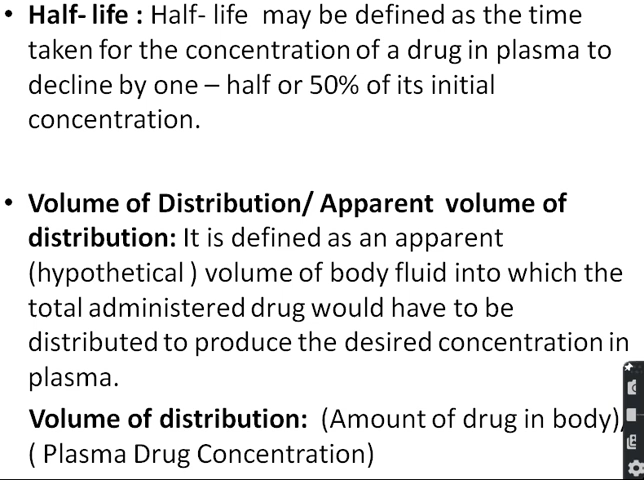 • Half- life : Half- life may be defined as the time
taken for the concentration of a drug in plasma to
decline by one – half or 50% of its initial
concentration.
• Volume of Distribution/ Apparent volume of
distribution: It is defined as an apparent
(hypothetical ) volume of body fluid into which the
total administered drug would have to be
distributed to produce the desired concentration in
plasma.
Volume of distribution: (Amount of drug in body)/
( Plasma Drug Concentration)